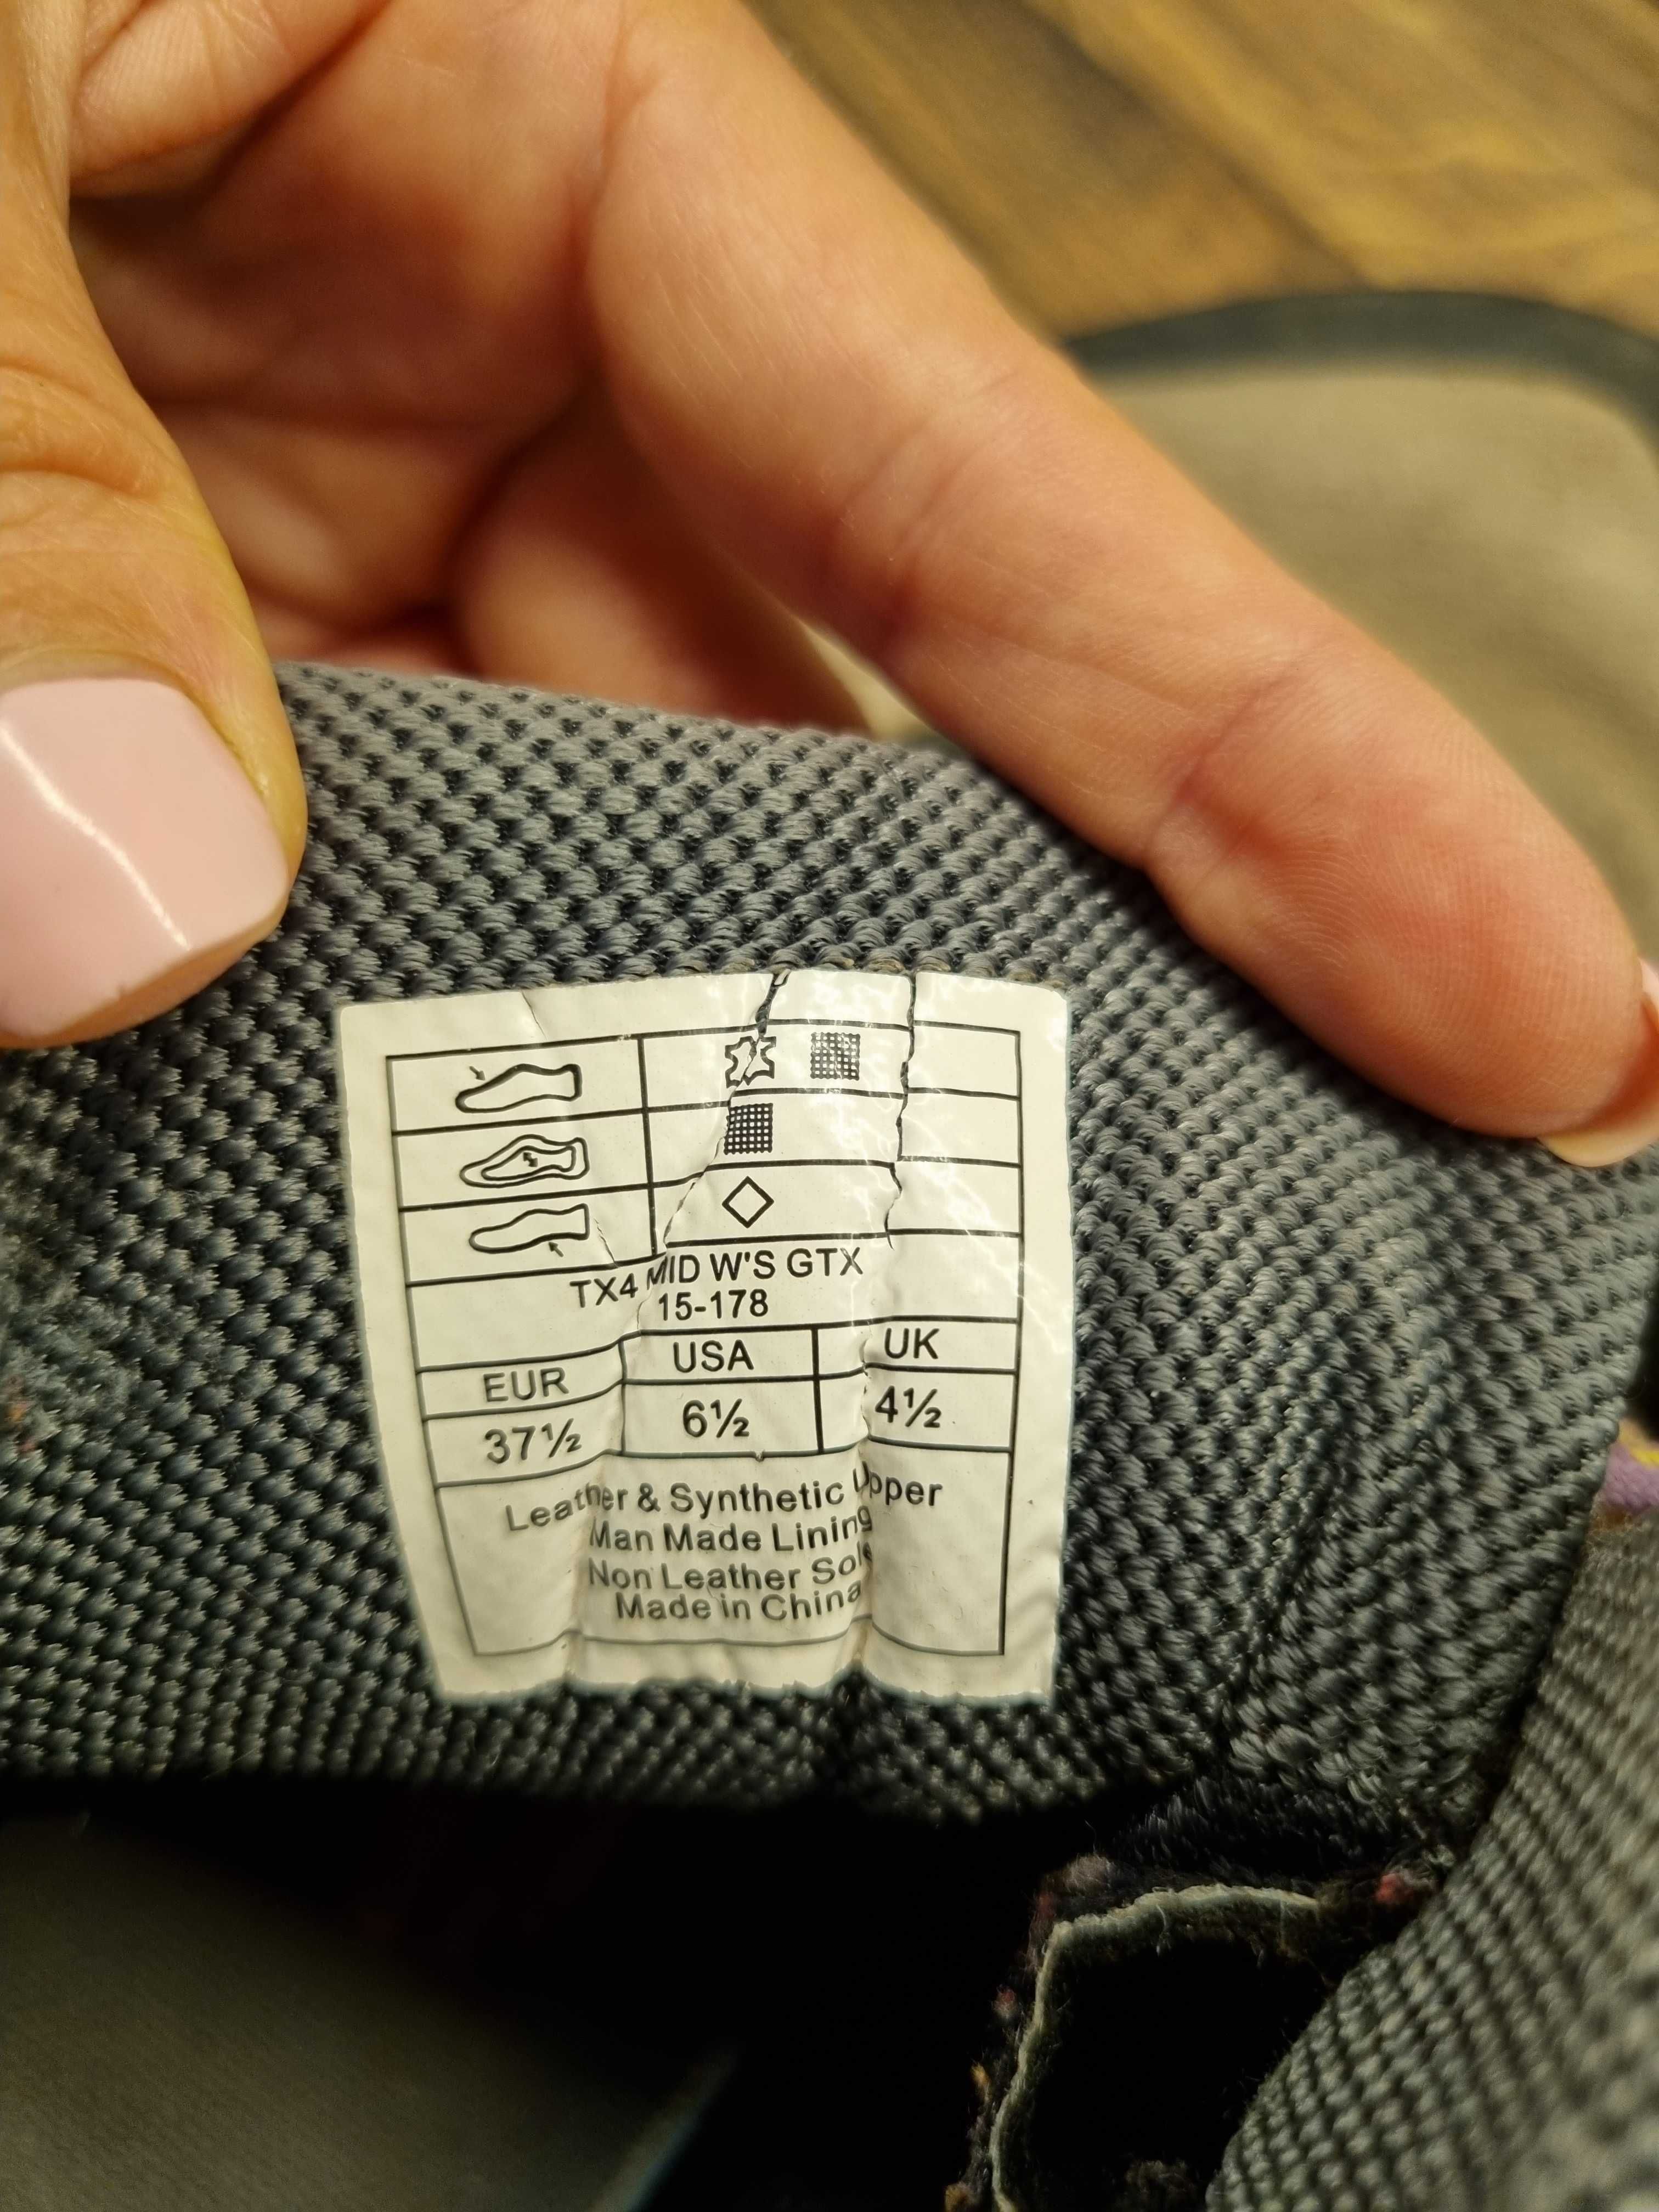 TX4 MID W'S GTX
15-178
EUR USA UK
37½ 6½ 4½
Leather & Synthetic Upper
Man Made Lining
Non Leather Sole
Made in China